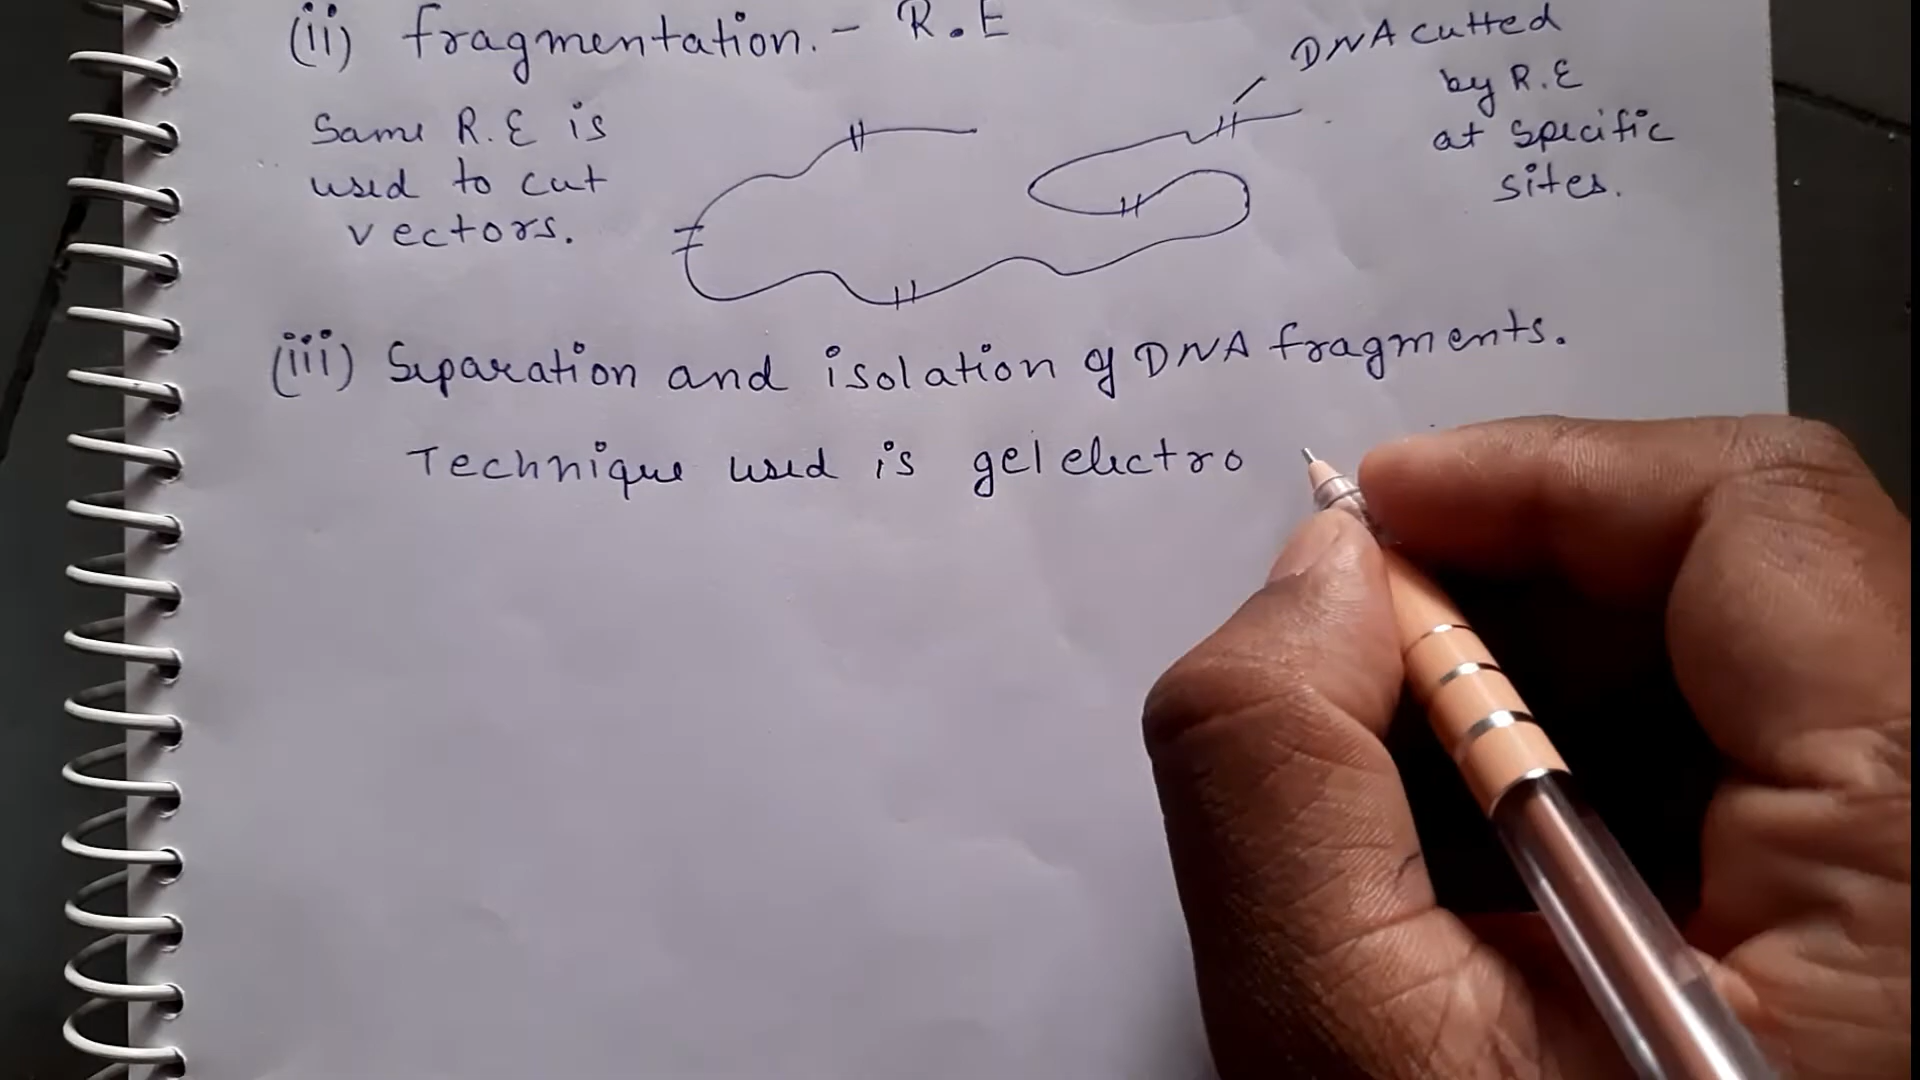 (ii) fragmentation. - R.E
DNA cutted
by R.E
at specific
sites.
Same R.E is
used to cut
vectors.
(iii) Separation and isolation of DNA fragments.
Technique used is gel electro